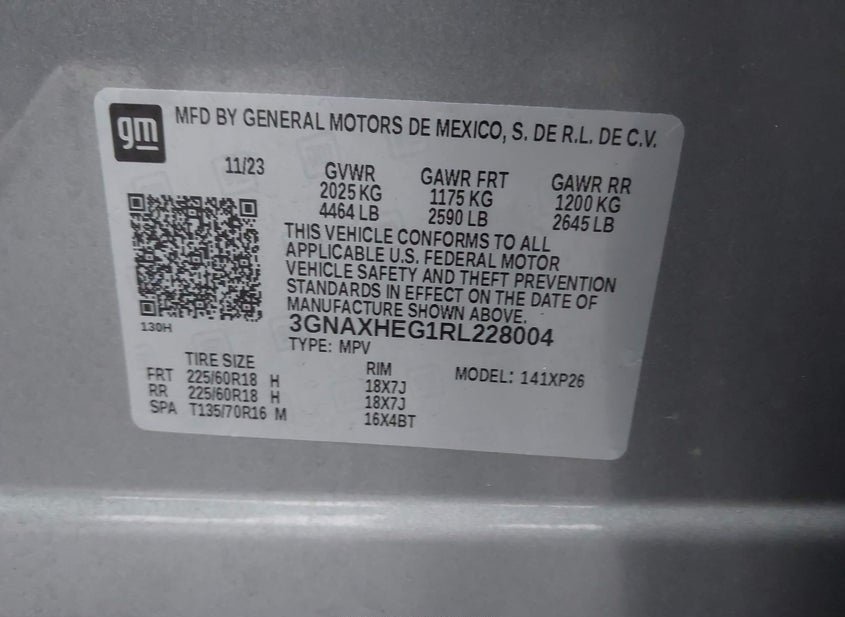 gm
MFD BY GENERAL MOTORS DE MEXICO, S. DE R.L. DE C.V.
11/23
GVWR GAWR FRT GAWR RR
2025 KG 1175 KG 1200 KG
4464 LB 2590 LB 2645 LB
THIS VEHICLE CONFORMS TO ALL
APPLICABLE U.S. FEDERAL MOTOR
VEHICLE SAFETY AND THEFT PREVENTION
STANDARDS IN EFFECT ON THE DATE OF
MANUFACTURE SHOWN ABOVE.
130H
3GNAXHEG1RL228004
TYPE: MPV
TIRE SIZE RIM MODEL: 141XP26
FRT 225/60R18 H 18X7J
RR 225/60R18 H 18X7J
SPA T135/70R16 M 16X4BT